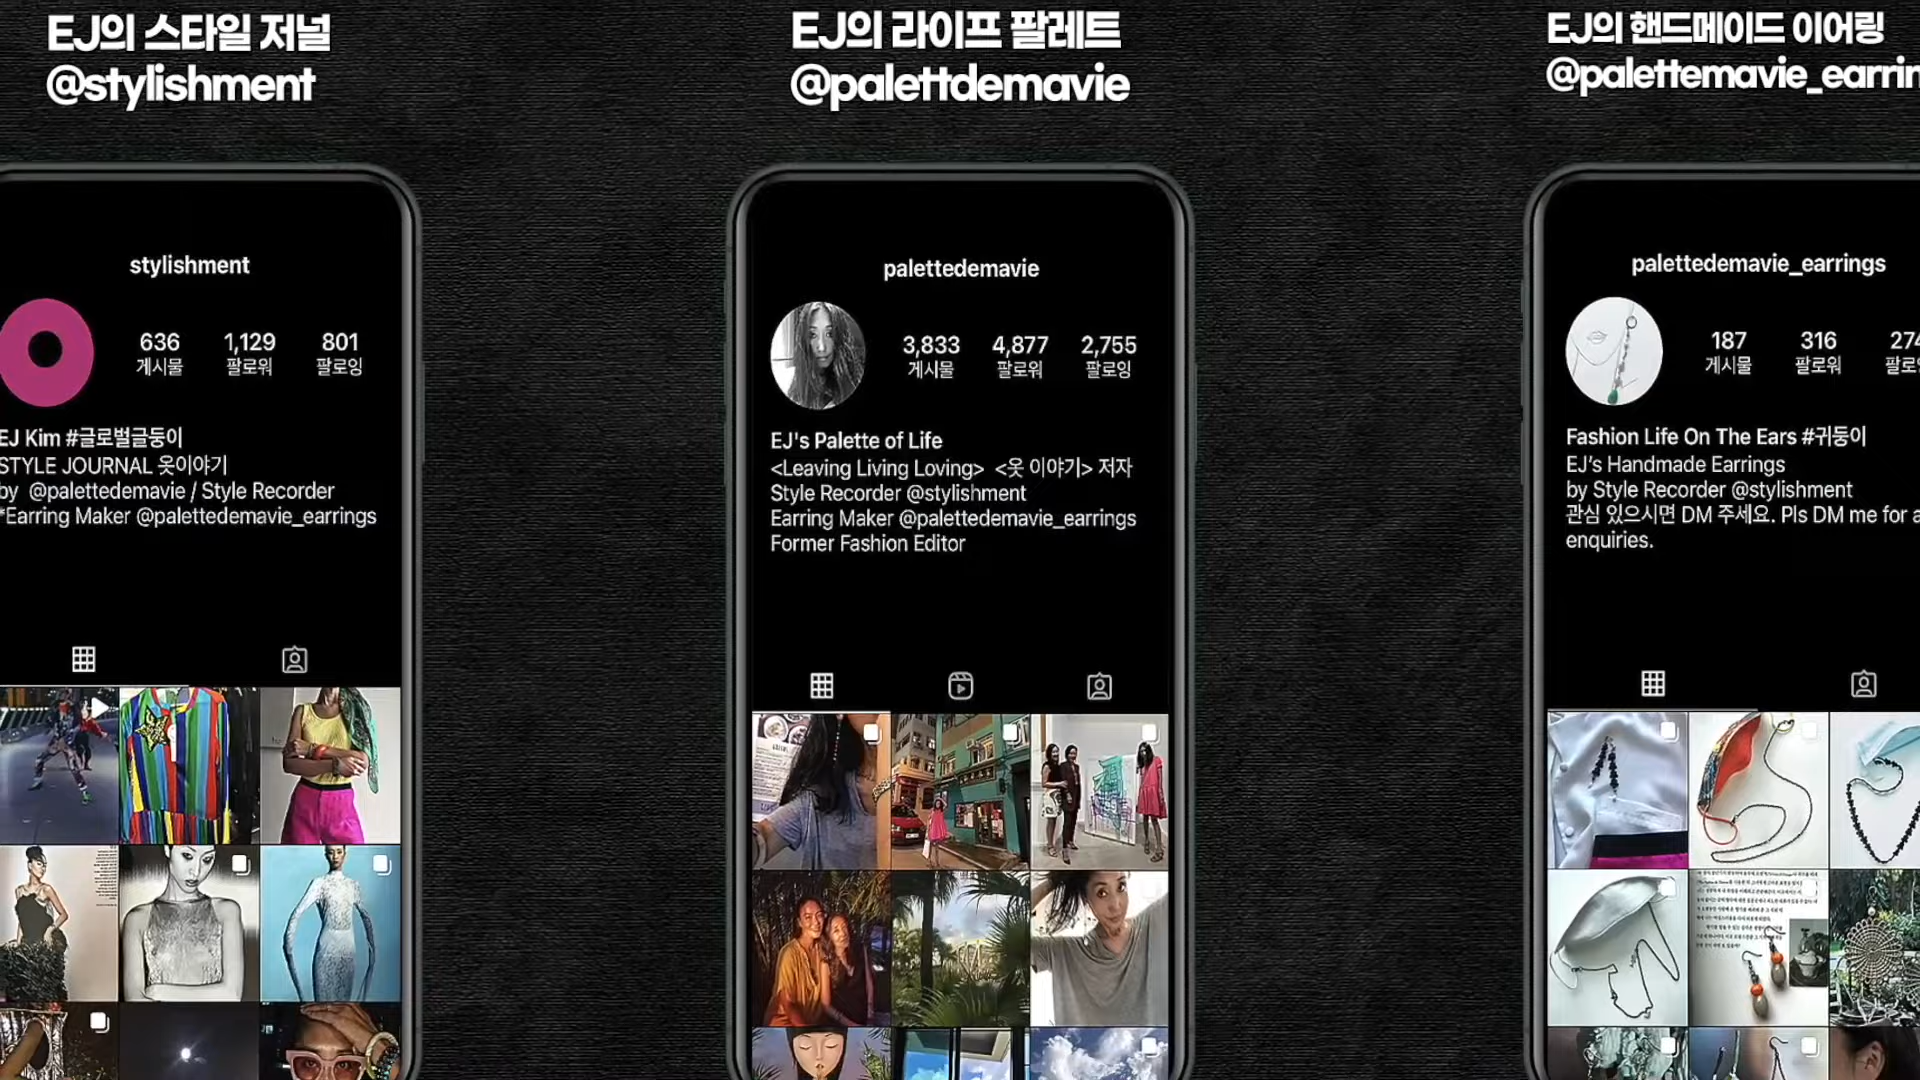 EJ의 스타일 저널
@stylishment
stylishment
636
1,129
801
게시물
팔로워
팔로잉
EJ Kim #글로벌글둥이
STYLE JOURNAL 옷이야기
by @palettedemavie / Style Recorder
*Earring Maker @palettedemavie_earrings
EJ의 라이프 팔레트
@palettdemavie
palettedemavie
3,833
4,877
2,755
게시물
팔로워
팔로잉
EJ's Palette of Life
<Leaving Living Loving> <옷 이야기> 저자
Style Recorder @stylishment
Earring Maker @palettedemavie_earrings
Former Fashion Editor
EJ의 핸드메이드 이어링
@palettemavie_earrin
palettedemavie_earrings
187
316
274
게시물
팔로워
팔로잉
Fashion Life On The Ears #귀둥이
EJ's Handmade Earrings
by Style Recorder @stylishment
관심 있으시면 DM 주세요. Pls DM me for a
enquiries.